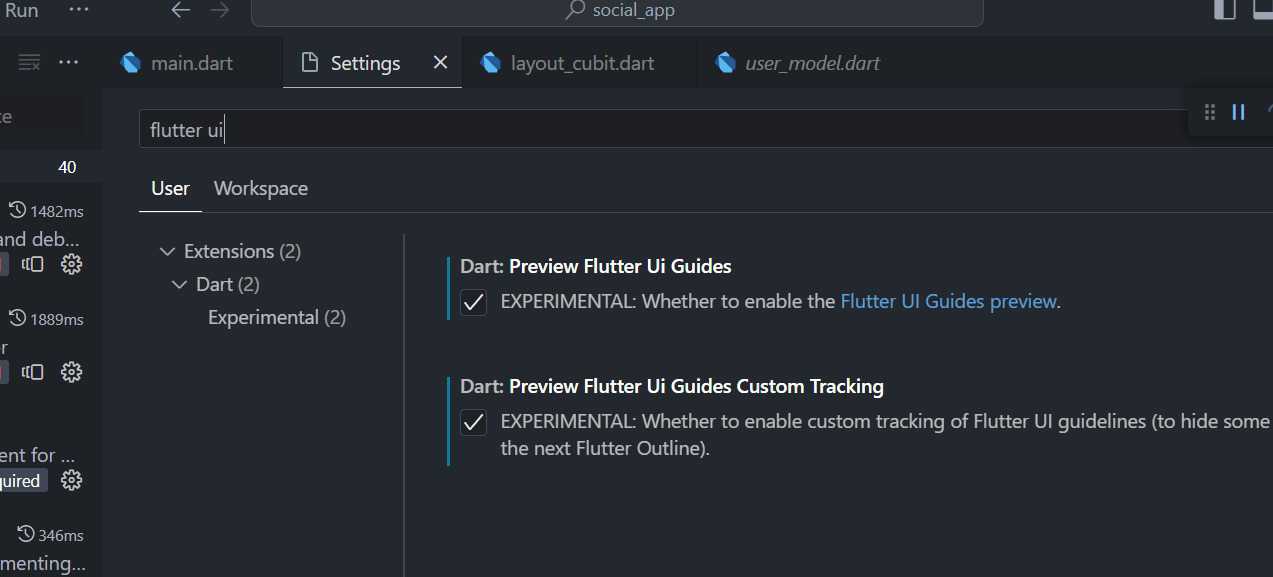 Run ··· social_app
main.dart Settings layout_cubit.dart user_model.dart
flutter ui
40
User Workspace
1482ms
and deb...
Extensions (2)
Dart (2)
Experimental (2)
1889ms
346ms
ent for ...
quired
menting...
Dart: Preview Flutter Ui Guides
EXPERIMENTAL: Whether to enable the Flutter UI Guides preview.
Dart: Preview Flutter Ui Guides Custom Tracking
EXPERIMENTAL: Whether to enable custom tracking of Flutter UI guidelines (to hide some
the next Flutter Outline).